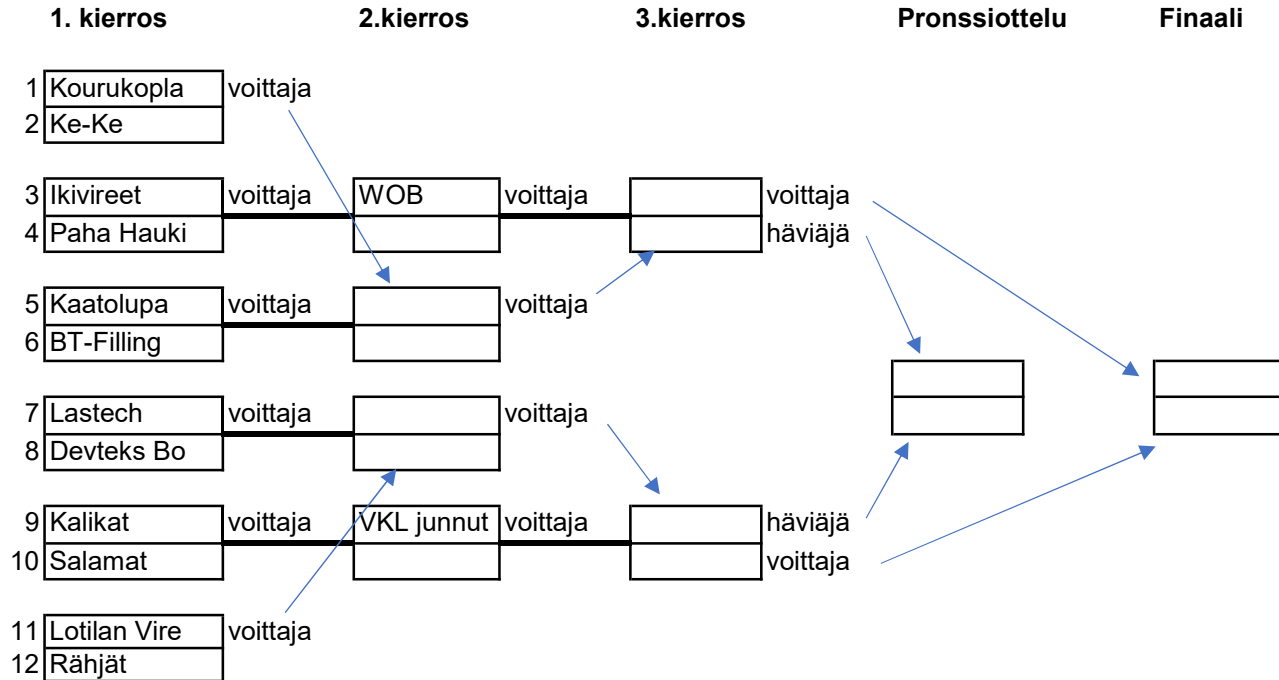 1. kierros 2.kierros 3.kierros Pronssiottelu Finaali
1 Kourukopla voittaja
2 Ke-Ke
3 Ikivireet voittaja WOB voittaja voittaja
4 Paha Hauki häviäjä
5 Kaatolupa voittaja voittaja
6 BT-Filling
7 Lastech voittaja voittaja
8 Devteks Bo
9 Kalikat voittaja VKL junnut voittaja häviäjä
10 Salamat voittaja
11 Lotilan Vire voittaja
12 Rähjät